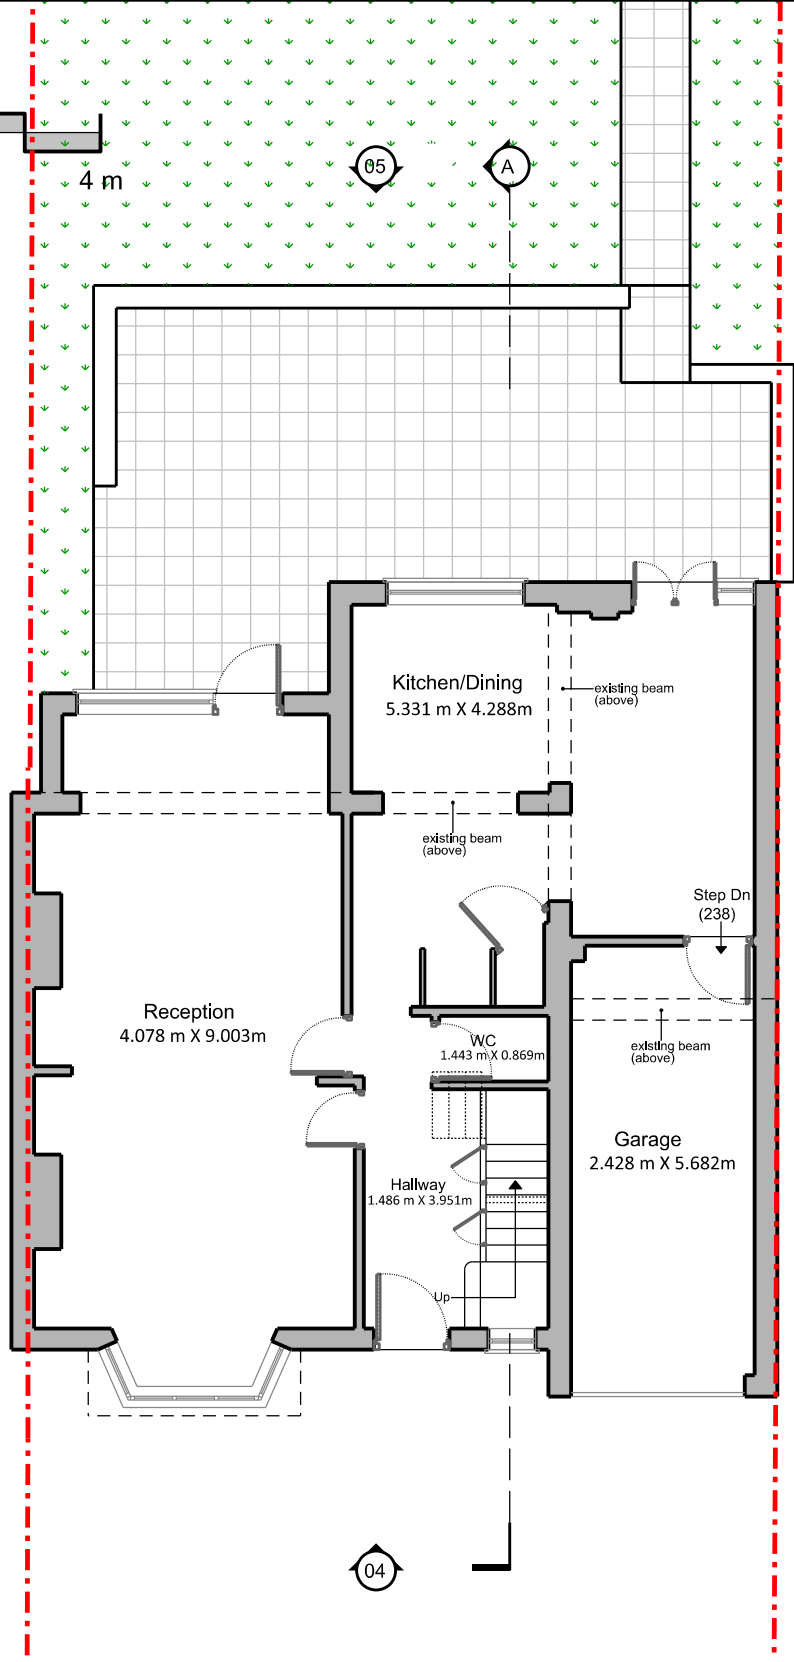 05
A
4 m
Kitchen/Dining
5.331 m X 4.288m
existing beam
(above)
existing beam
(above)
Step Dn
(238)
Reception
4.078 m X 9.003m
WC
1.443 m X 0.869m
existing beam
(above)
Garage
2.428 m X 5.682m
Hallway
1.486 m X 3.951m
Up
04